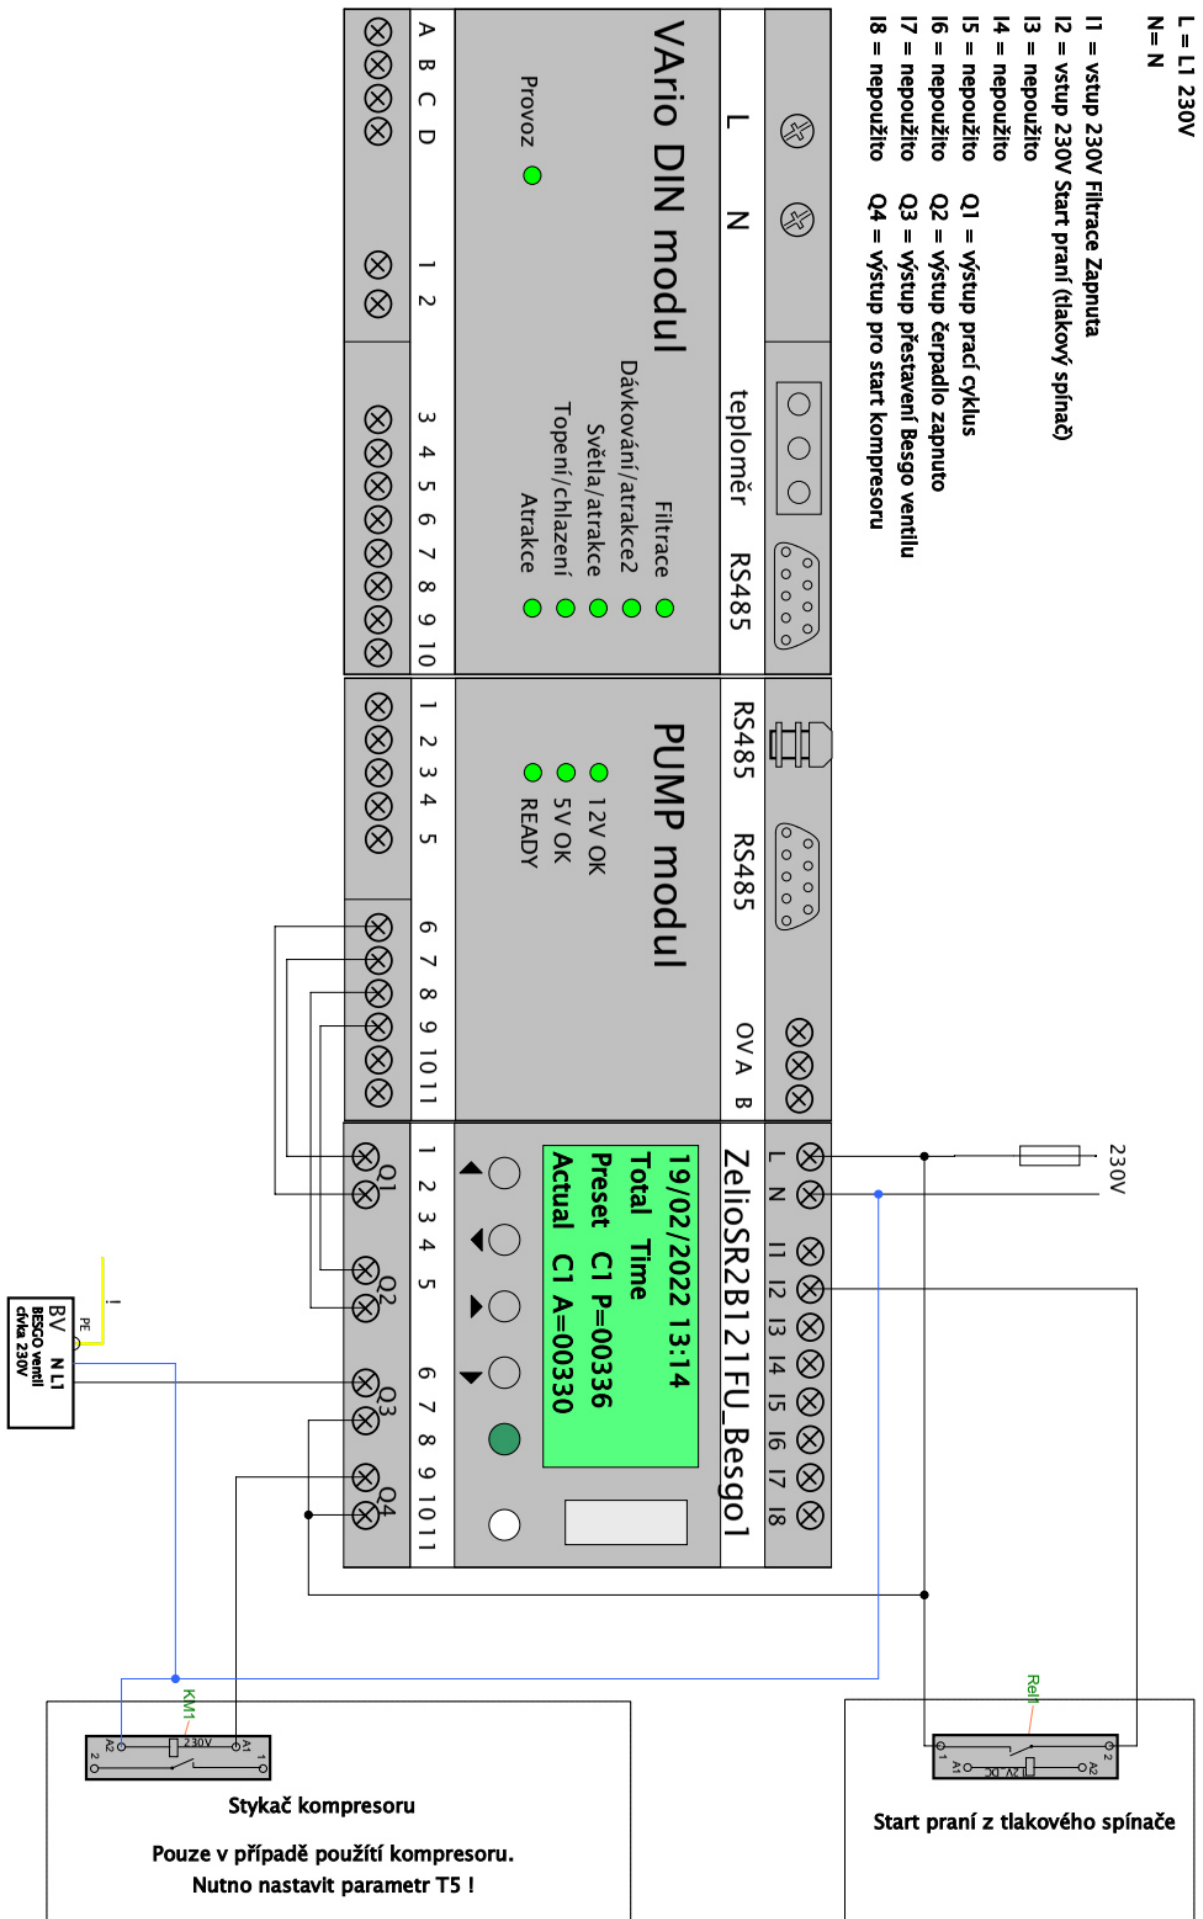 L = L1 230V
N= N
I1 = vstup 230V Filtrace Zapnuta
I2 = vstup 230V Start praní (tlakový spínač)
I3 = nepoužito
I4 = nepoužito
I5 = nepoužito Q1 = výstup prací cyklus
I6 = nepoužito Q2 = výstup čerpadlo zapnuto
I7 = nepoužito Q3 = výstup přestavení Besgo ventilu
I8 = nepoužito Q4 = výstup pro start kompresoru
L N teploměr RS485
VArio DIN modul
Filtrace
Dávkování/atrakce2
Světla/atrakce
Topení/chlazení
Provoz Atrakce
A B C D 1 2 3 4 5 6 7 8 9 10
RS485 RS485 OV A B
PUMP modul
12V OK
5V OK
READY
1 2 3 4 5 6 7 8 9 10 11
230V
L N I1 I2 I3 I4 I5 I6 I7 I8
ZelioSR2B121FU_Besgo1
19/02/2022 13:14
Total Time
Preset C1 P=00336
Actual C1 A=00330
1 2 3 4 5 6 7 8 9 10 11
Q1 Q2 Q3 Q4
!
PE
BV N L1
BESGO ventil
cívka 230V
Rel1
1 2
A1 12V_DC A2
Start praní z tlakového spínače
KM1
A2 230V A1
2 1
Stykač kompresoru
Pouze v případě použítí kompresoru.
Nutno nastavit parametr T5 !